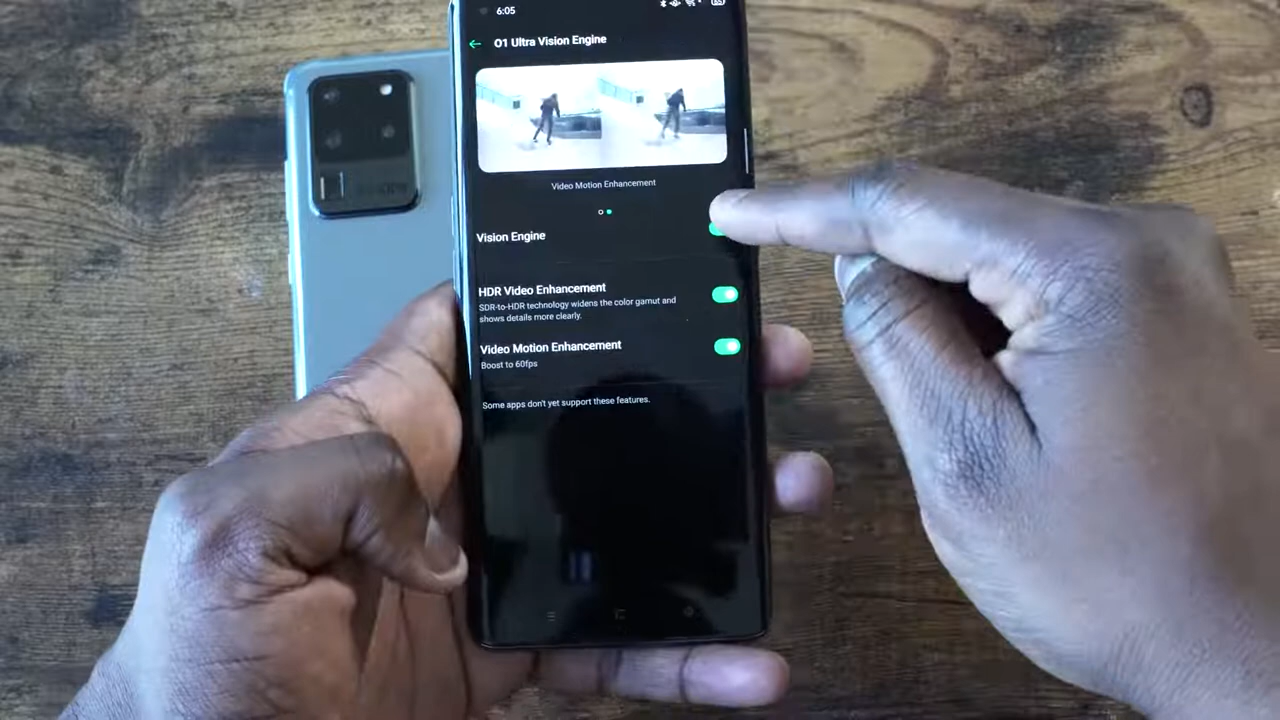 6:05
O1 Ultra Vision Engine
Video Motion Enhancement
Vision Engine
HDR Video Enhancement
SDR-to-HDR technology widens the color gamut and
shows details more clearly.
Video Motion Enhancement
Boost to 60fps
Some apps don't yet support these features.